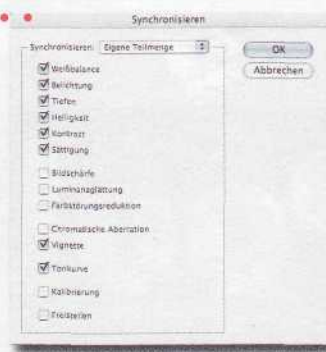 Synchronisieren
Synchronisieren: Eigene Teilmenge
OK
Abbrechen
Weißbalance
Belichtung
Tiefen
Helligkeit
Kontrast
Sättigung
Bildschärfe
Luminanzglättung
Farbstörungsreduktion
Chromatische Aberration
Vignette
Tonkurve
Kalibrierung
Freistellen